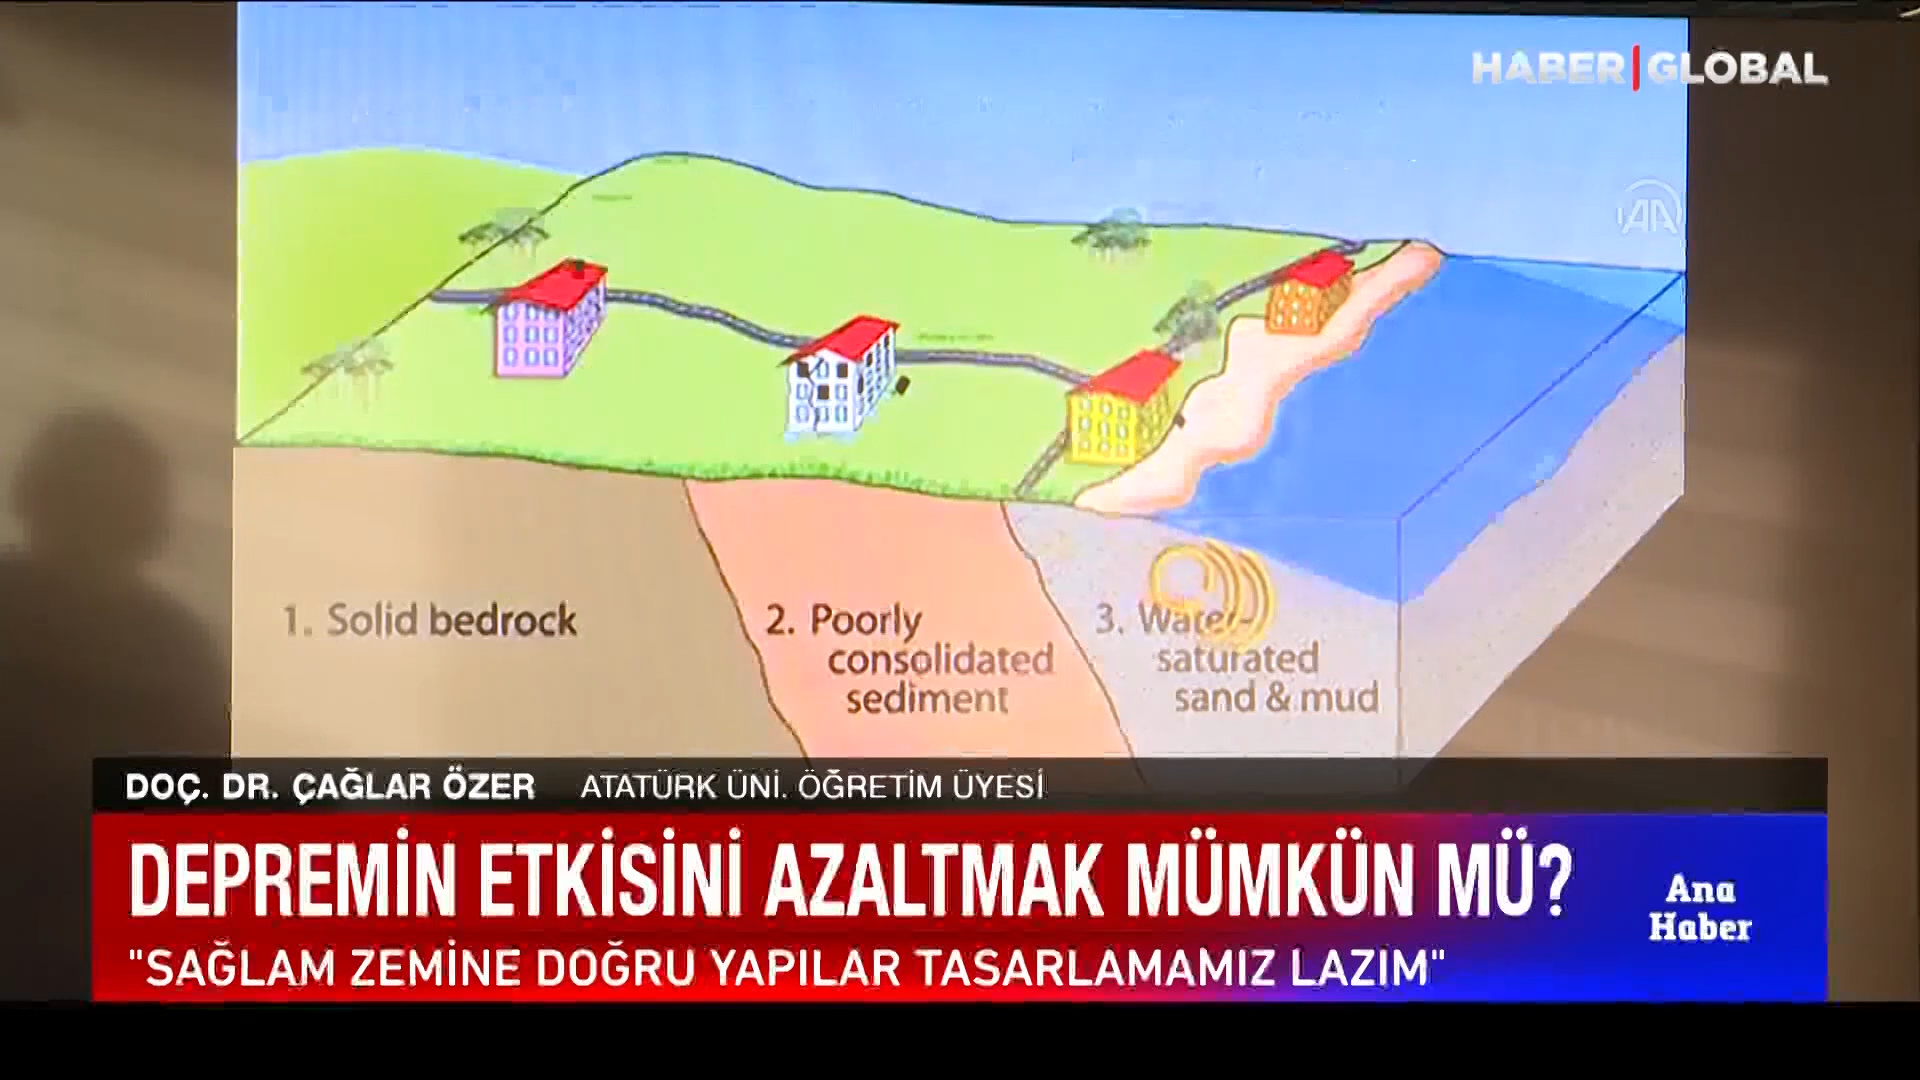 HABER|GLOBAL
AA
1. Solid bedrock
2. Poorly
consolidated
sediment
3. Water-
saturated
sand & mud
DOÇ. DR. ÇAĞLAR ÖZER ATATÜRK ÜNİ. ÖĞRETİM ÜYESİ
DEPREMİN ETKİSİNİ AZALTMAK MÜMKÜN MÜ?
"SAĞLAM ZEMİNE DOĞRU YAPILAR TASARLAMAMIZ LAZIM"
Ana
Haber